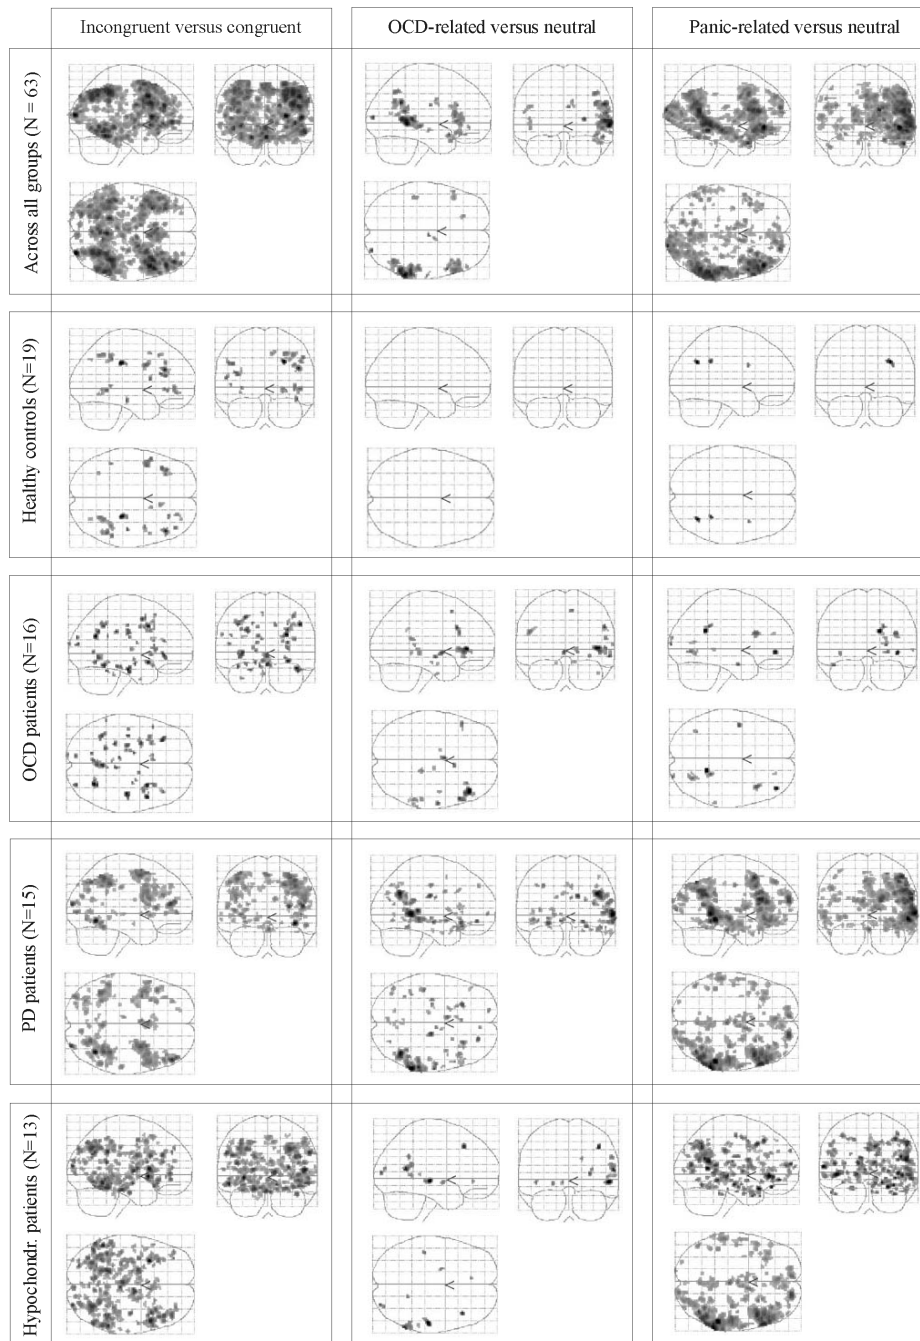 Incongruent versus congruent
OCD-related versus neutral
Panic-related versus neutral
Across all groups (N = 63)
Healthy controls (N=19)
OCD patients (N=16)
PD patients (N=15)
Hypochondr. patients (N=13)